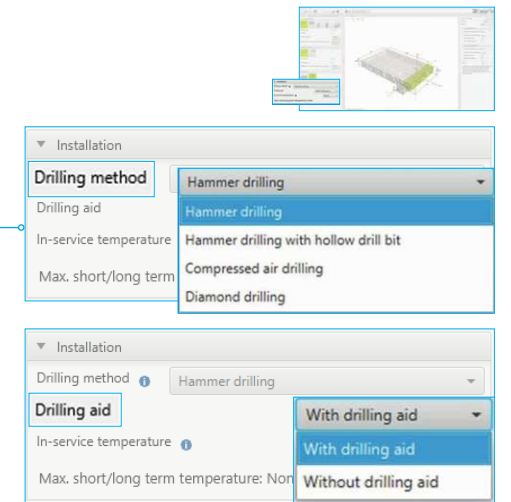 Installation
Drilling method
Hammer drilling
Drilling aid
Hammer drilling
In-service temperature
Hammer drilling with hollow drill bit
Max. short/long term
Compressed air drilling
Diamond drilling
Installation
Drilling method
Hammer drilling
Drilling aid
With drilling aid
In-service temperature
With drilling aid
Max. short/long term temperature: Non
Without drilling aid